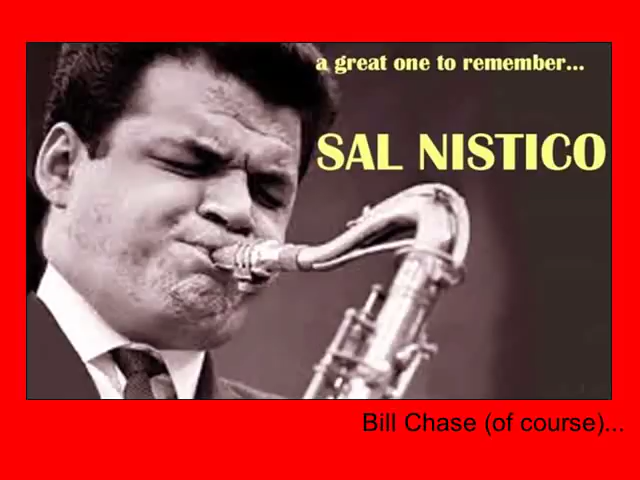 a great one to remember...
SAL NISTICO
Bill Chase (of course)...